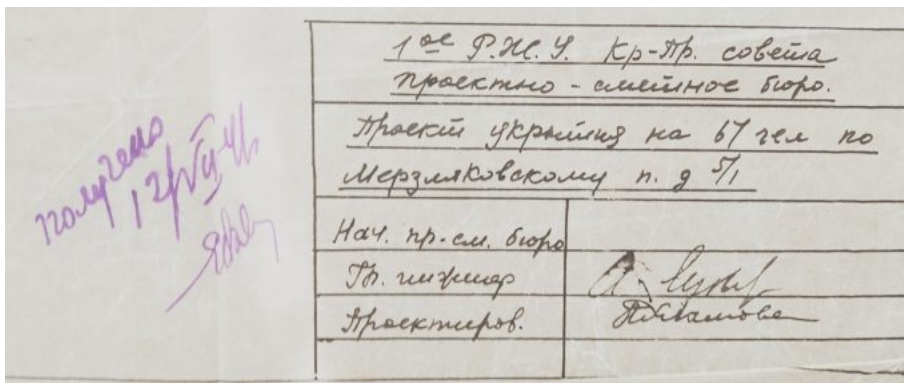 получено
12/VII-41
1ое Р.Ж.У. Кр-Пр. совета
проектно-сметное бюро.
Проект укрытия на 67 чел по
Мерзляковскому п. д 5/1
Нач. пр-см. бюро
Гл. инженер
Проектиров.